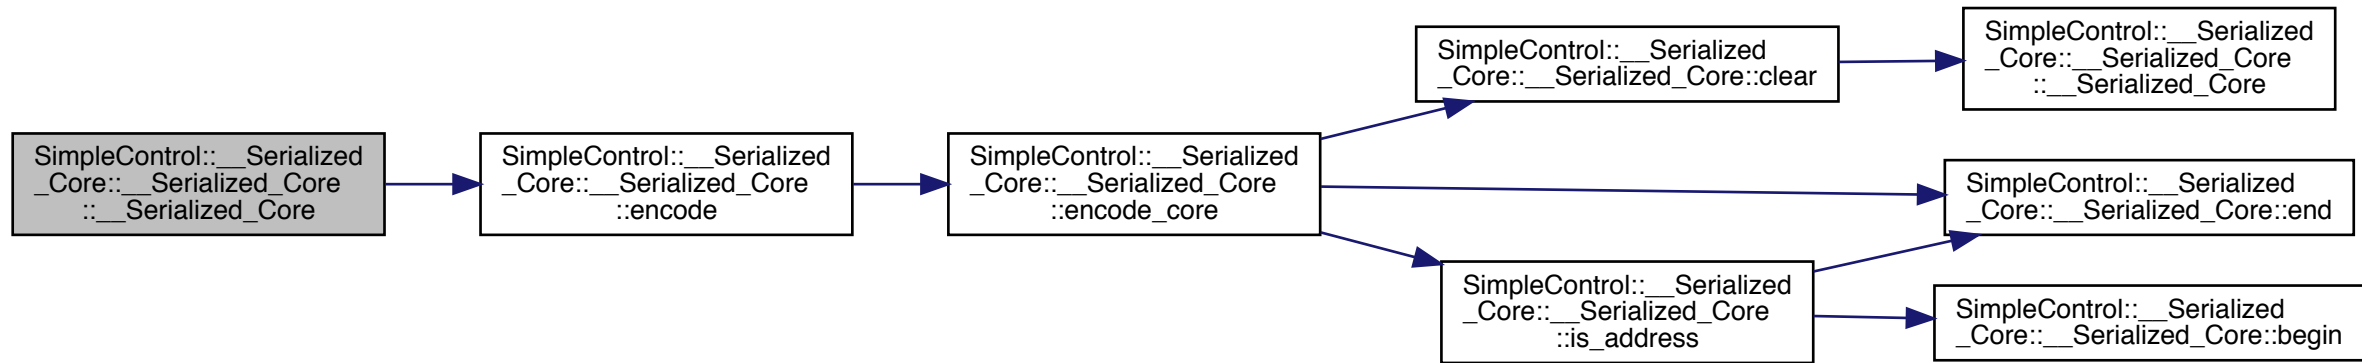 SimpleControl::__Serialized
_Core::__Serialized_Core
::__Serialized_Core
SimpleControl::__Serialized
_Core::__Serialized_Core
::encode
SimpleControl::__Serialized
_Core::__Serialized_Core
::encode_core
SimpleControl::__Serialized
_Core::__Serialized_Core::clear
SimpleControl::__Serialized
_Core::__Serialized_Core
::__Serialized_Core
SimpleControl::__Serialized
_Core::__Serialized_Core::end
SimpleControl::__Serialized
_Core::__Serialized_Core
::is_address
SimpleControl::__Serialized
_Core::__Serialized_Core::begin